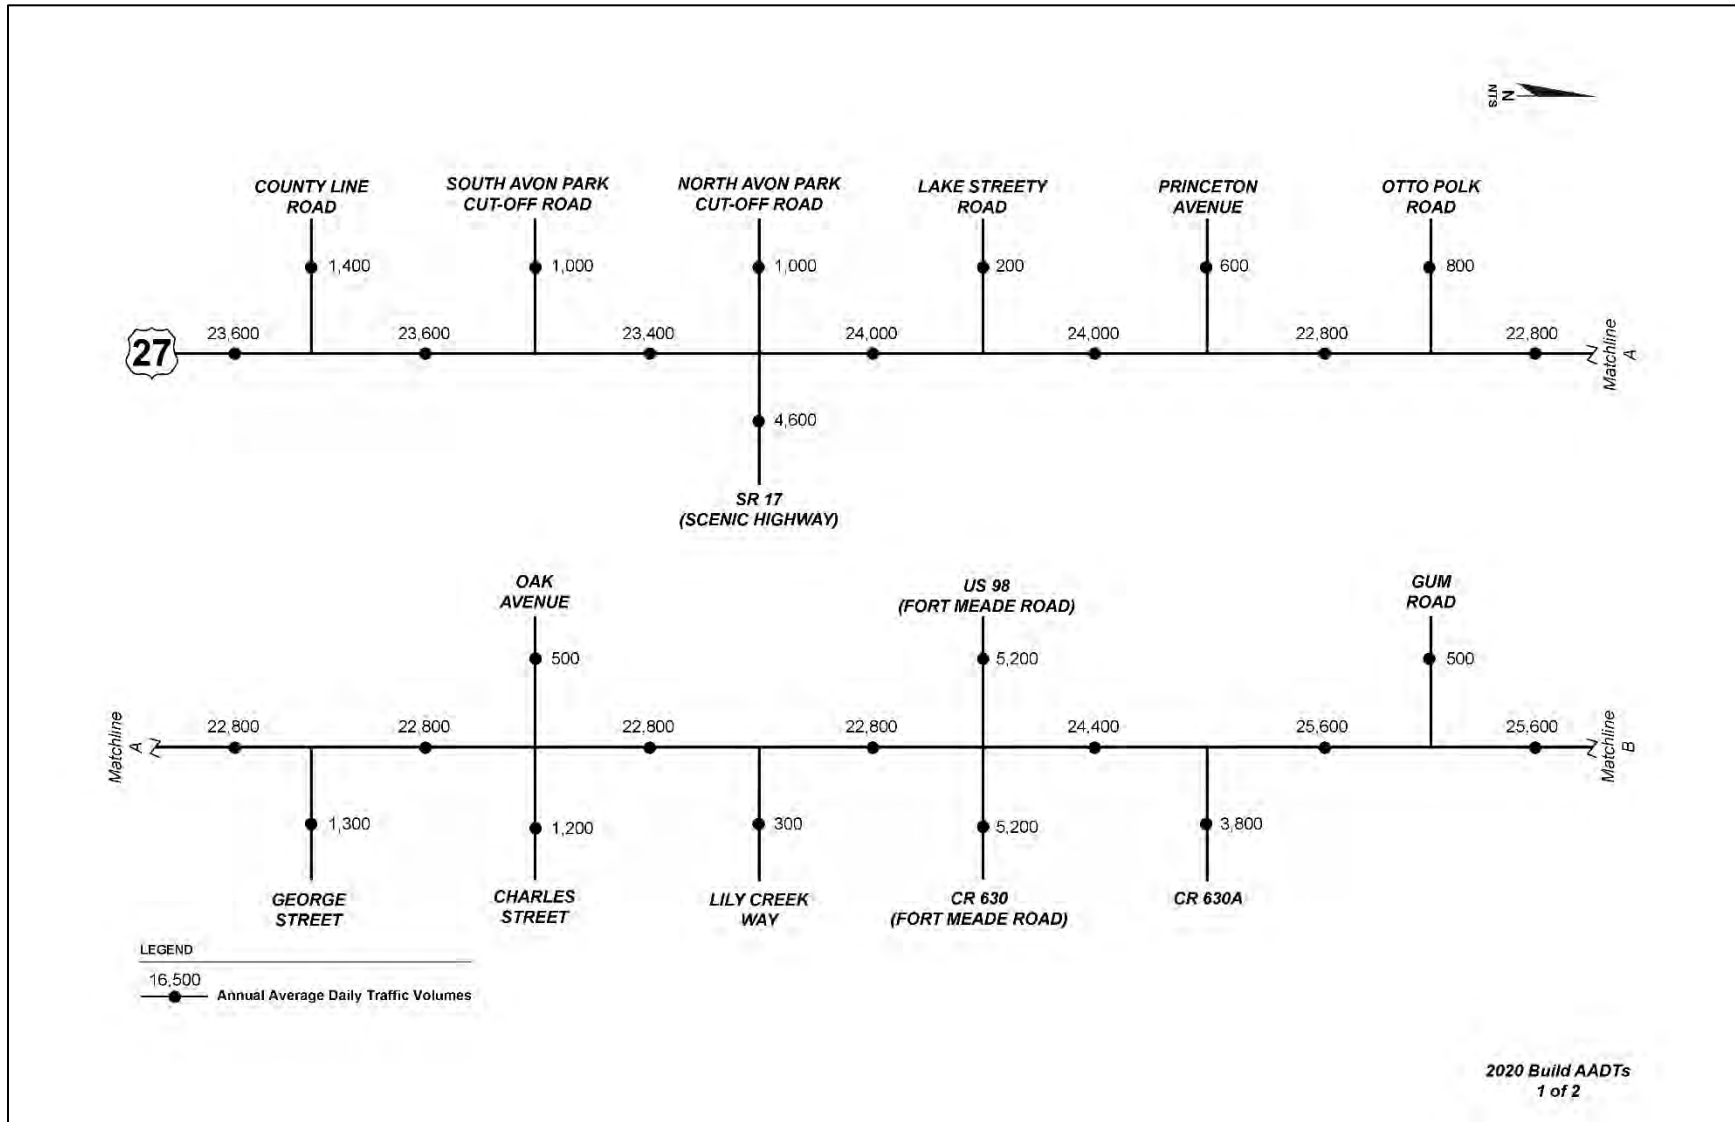 NTS
N
COUNTY LINE
ROAD
SOUTH AVON PARK
CUT-OFF ROAD
NORTH AVON PARK
CUT-OFF ROAD
LAKE STREETY
ROAD
PRINCETON
AVENUE
OTTO POLK
ROAD
1,400
1,000
1,000
200
600
800
27
23,600
23,600
23,400
24,000
24,000
22,800
22,800
Matchline
A
4,600
SR 17
(SCENIC HIGHWAY)
OAK
AVENUE
US 98
(FORT MEADE ROAD)
GUM
ROAD
500
5,200
500
Matchline
A
22,800
22,800
22,800
22,800
24,400
25,600
25,600
Matchline
B
1,300
1,200
300
5,200
3,800
GEORGE
STREET
CHARLES
STREET
LILY CREEK
WAY
CR 630
(FORT MEADE ROAD)
CR 630A
LEGEND
16,500
Annual Average Daily Traffic Volumes
2020 Build AADTs
1 of 2